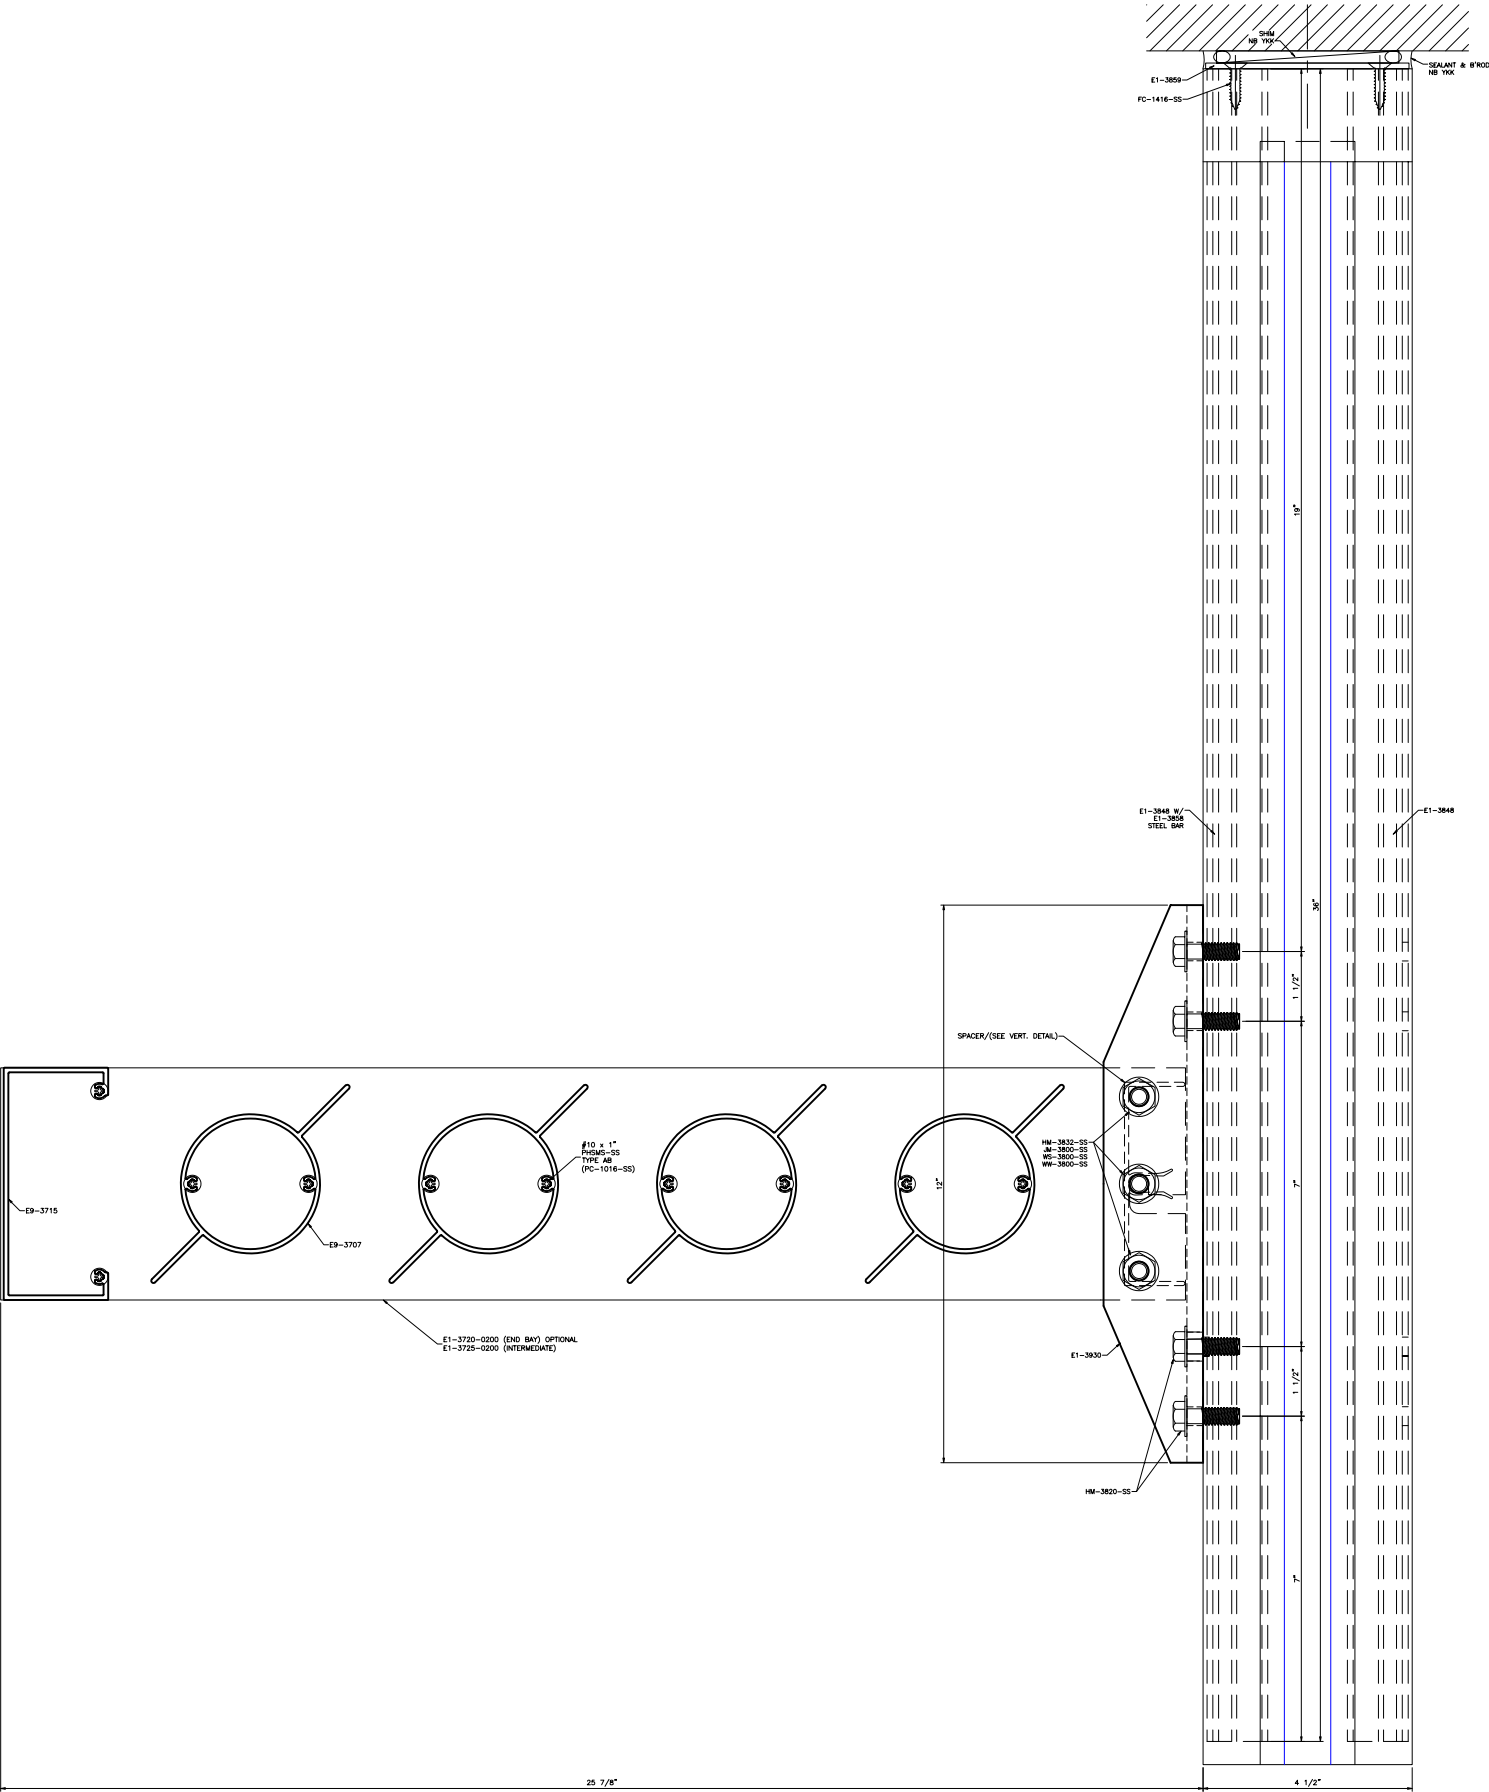 SHIM
NB YKK
SEALANT & B'ROD
NB YKK
E1-3859
FC-1416-SS
19"
E1-3848 W/
E1-3858
STEEL BAR
E1-3848
36"
1 1/2"
SPACER/(SEE VERT. DETAIL)
#10 x 1"
PHSMS-SS
TYPE AB
(PC-1016-SS)
HM-3832-SS
JM-3800-SS
WS-3800-SS
WW-3800-SS
12"
7"
E9-3715
E9-3707
E1-3720-0200 (END BAY) OPTIONAL
E1-3725-0200 (INTERMEDIATE)
E1-3930
1 1/2"
HM-3820-SS
7"
25 7/8"
4 1/2"